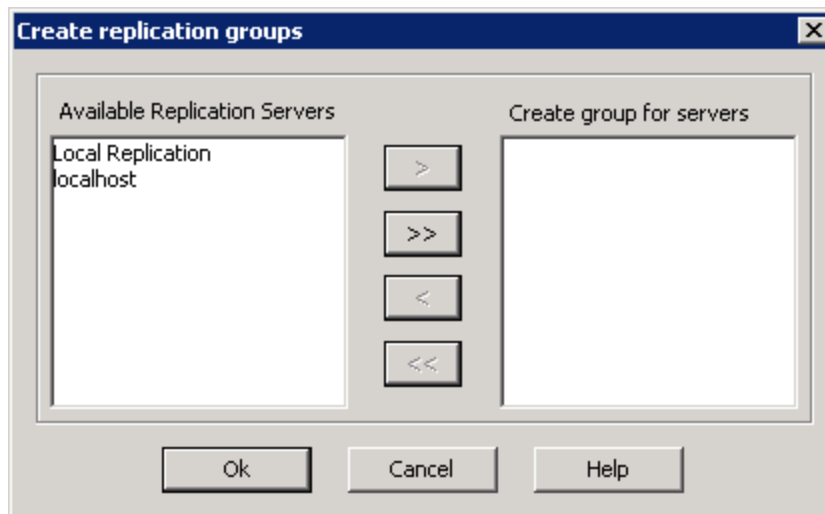 Create replication groups
Available Replication Servers
Create group for servers
Local Replication
localhost
>
>>
<
<<
Ok
Cancel
Help